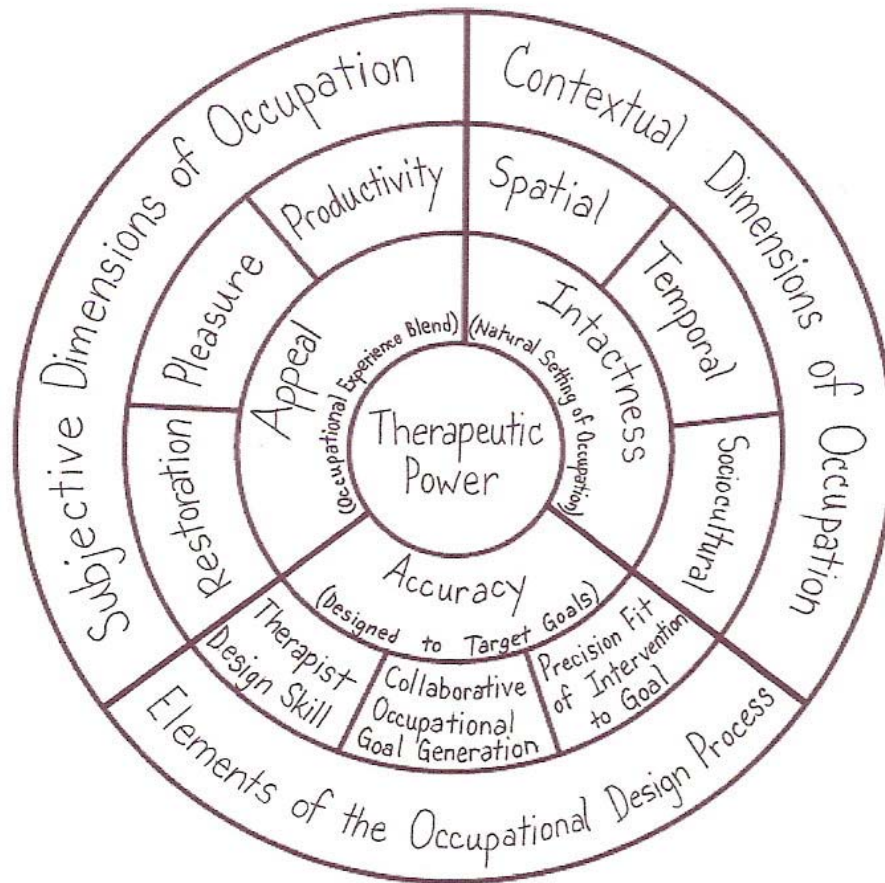 Subjective Dimensions of Occupation
Contextual Dimensions of Occupation
Elements of the Occupational Design Process
Productivity
Pleasure
Restoration
Spatial
Temporal
Sociocultural
Therapist
Design Skill
Collaborative
Occupational
Goal Generation
Precision Fit
of Intervention
to Goal
Appeal
(Occupational Experience Blend)
Intactness
(Natural Setting of Occupation)
Accuracy
(Designed to Target Goals)
Therapeutic
Power